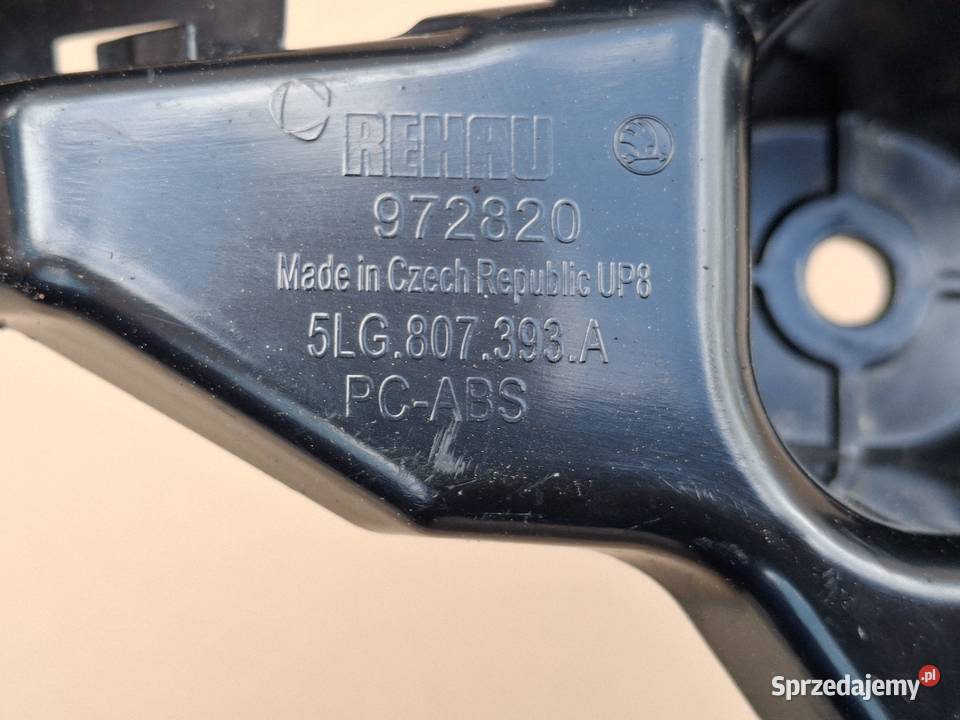 REHAU
972820
Made in Czech Republic UP8
5LG.807.393.A
PC-ABS
Sprzedajemy.pl